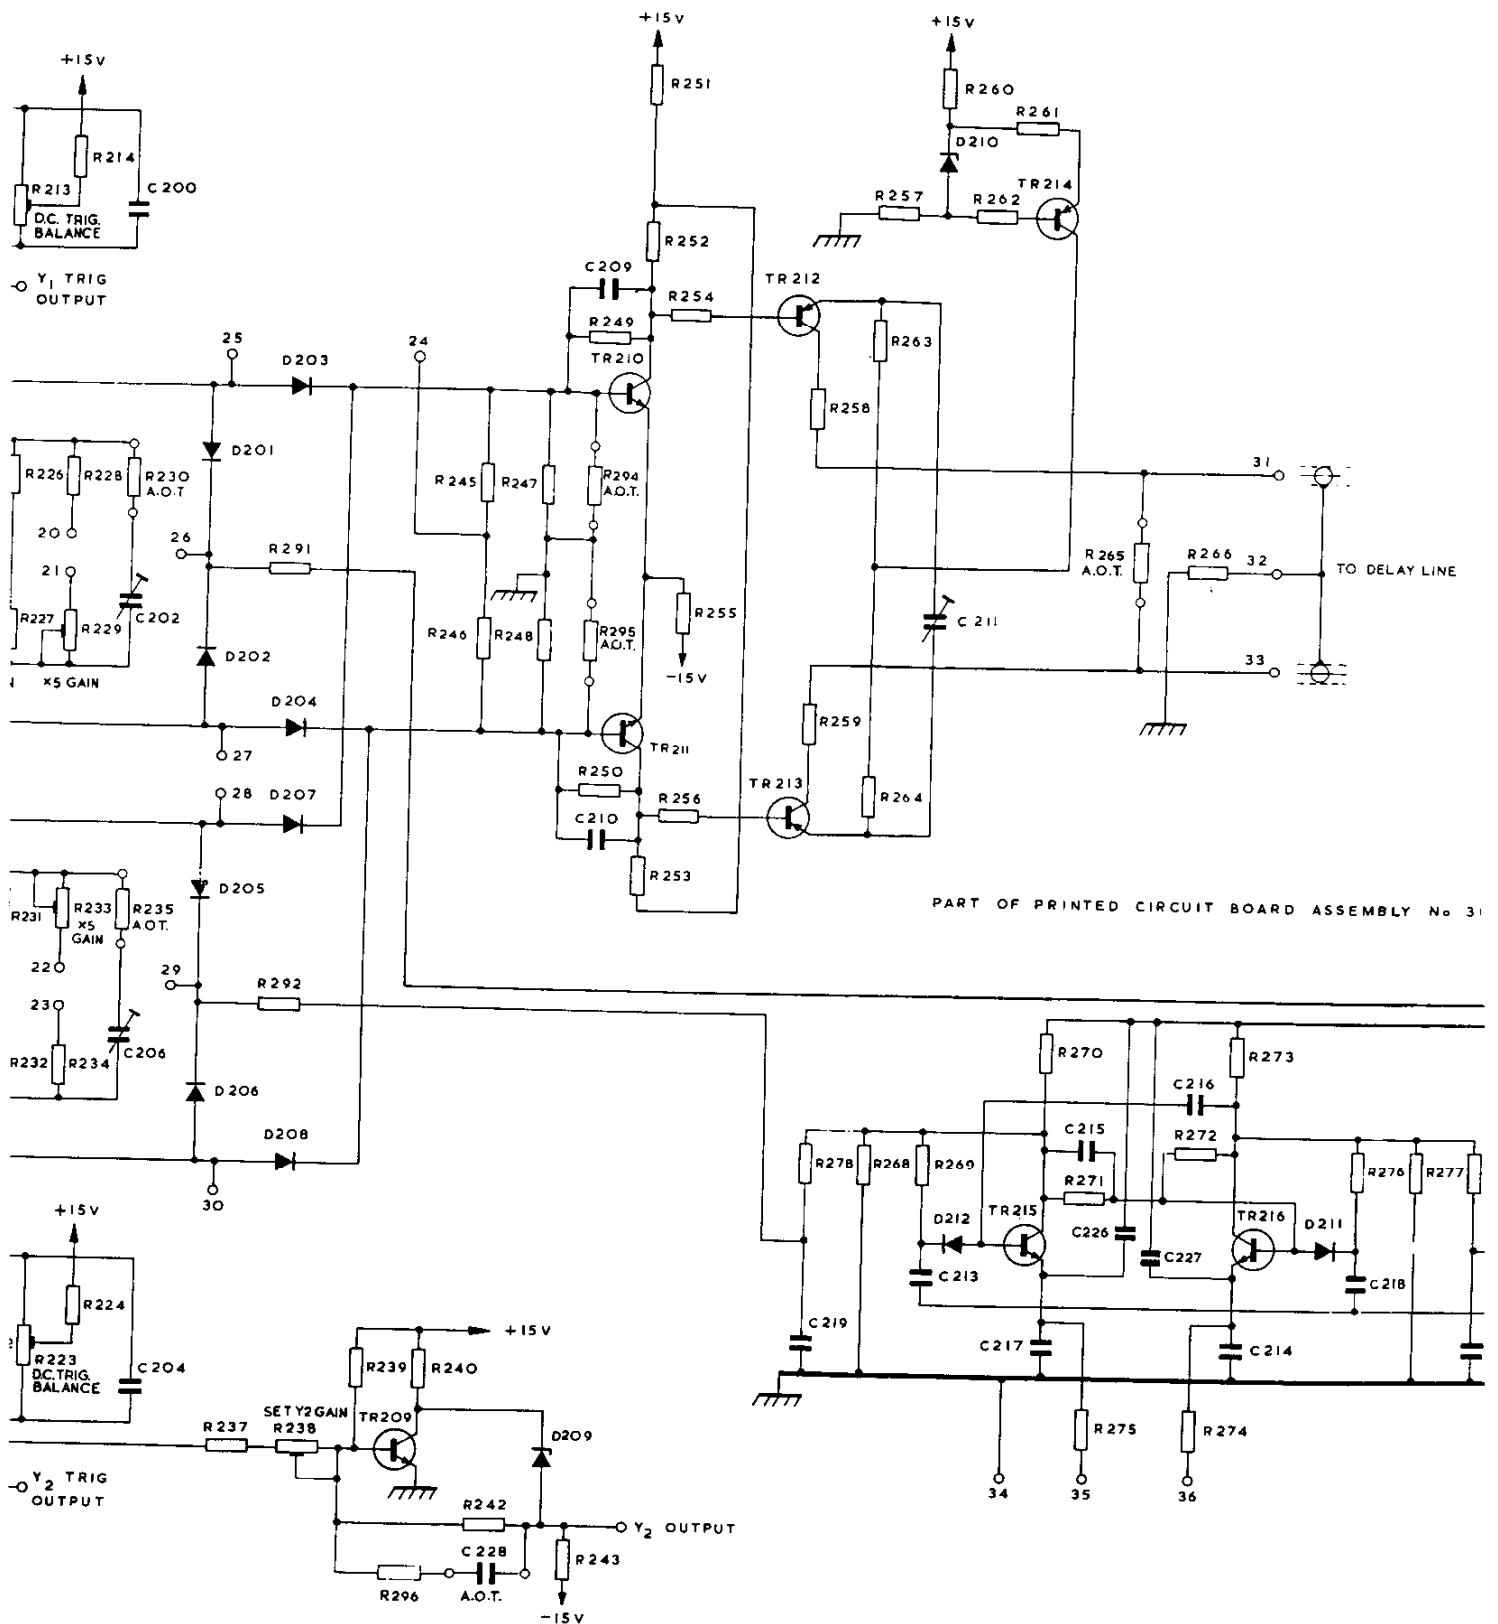 +15V
+15V
+15V
R251
R260
R261
D210
R214
R213
C200
D.C. TRIG.
BALANCE
TR214
R257
R262
R252
C209
TR212
Y1 TRIG
OUTPUT
R254
R249
R263
25
24
D203
TR210
R258
D201
31
R226
R228
R230
A.O.T
R245
R247
R294
A.O.T.
20
26
R291
R265
A.O.T.
R266
32
TO DELAY LINE
21
R227
R229
C202
R255
C211
R246
R248
R295
A.O.T.
D202
33
X5 GAIN
-15V
D204
R259
27
TR211
28
D207
R250
TR213
R256
R264
C210
R253
D205
R231
R233
X5
GAIN
R235
A.O.T.
PART OF PRINTED CIRCUIT BOARD ASSEMBLY No 31
22
29
R292
23
C206
R232
R234
R270
R273
D206
C216
D208
C215
R272
R278
R268
R269
R276
R277
R271
30
+15V
D212
TR215
TR216
D211
C226
C227
C213
C218
R224
+15V
C219
C217
C214
R223
D.C.TRIG.
BALANCE
C204
R239
R240
SET Y2 GAIN
R237
R238
TR209
D209
R275
R274
Y2 TRIG
OUTPUT
34
35
36
R242
Y2 OUTPUT
C228
R243
R296
A.O.T.
-15V